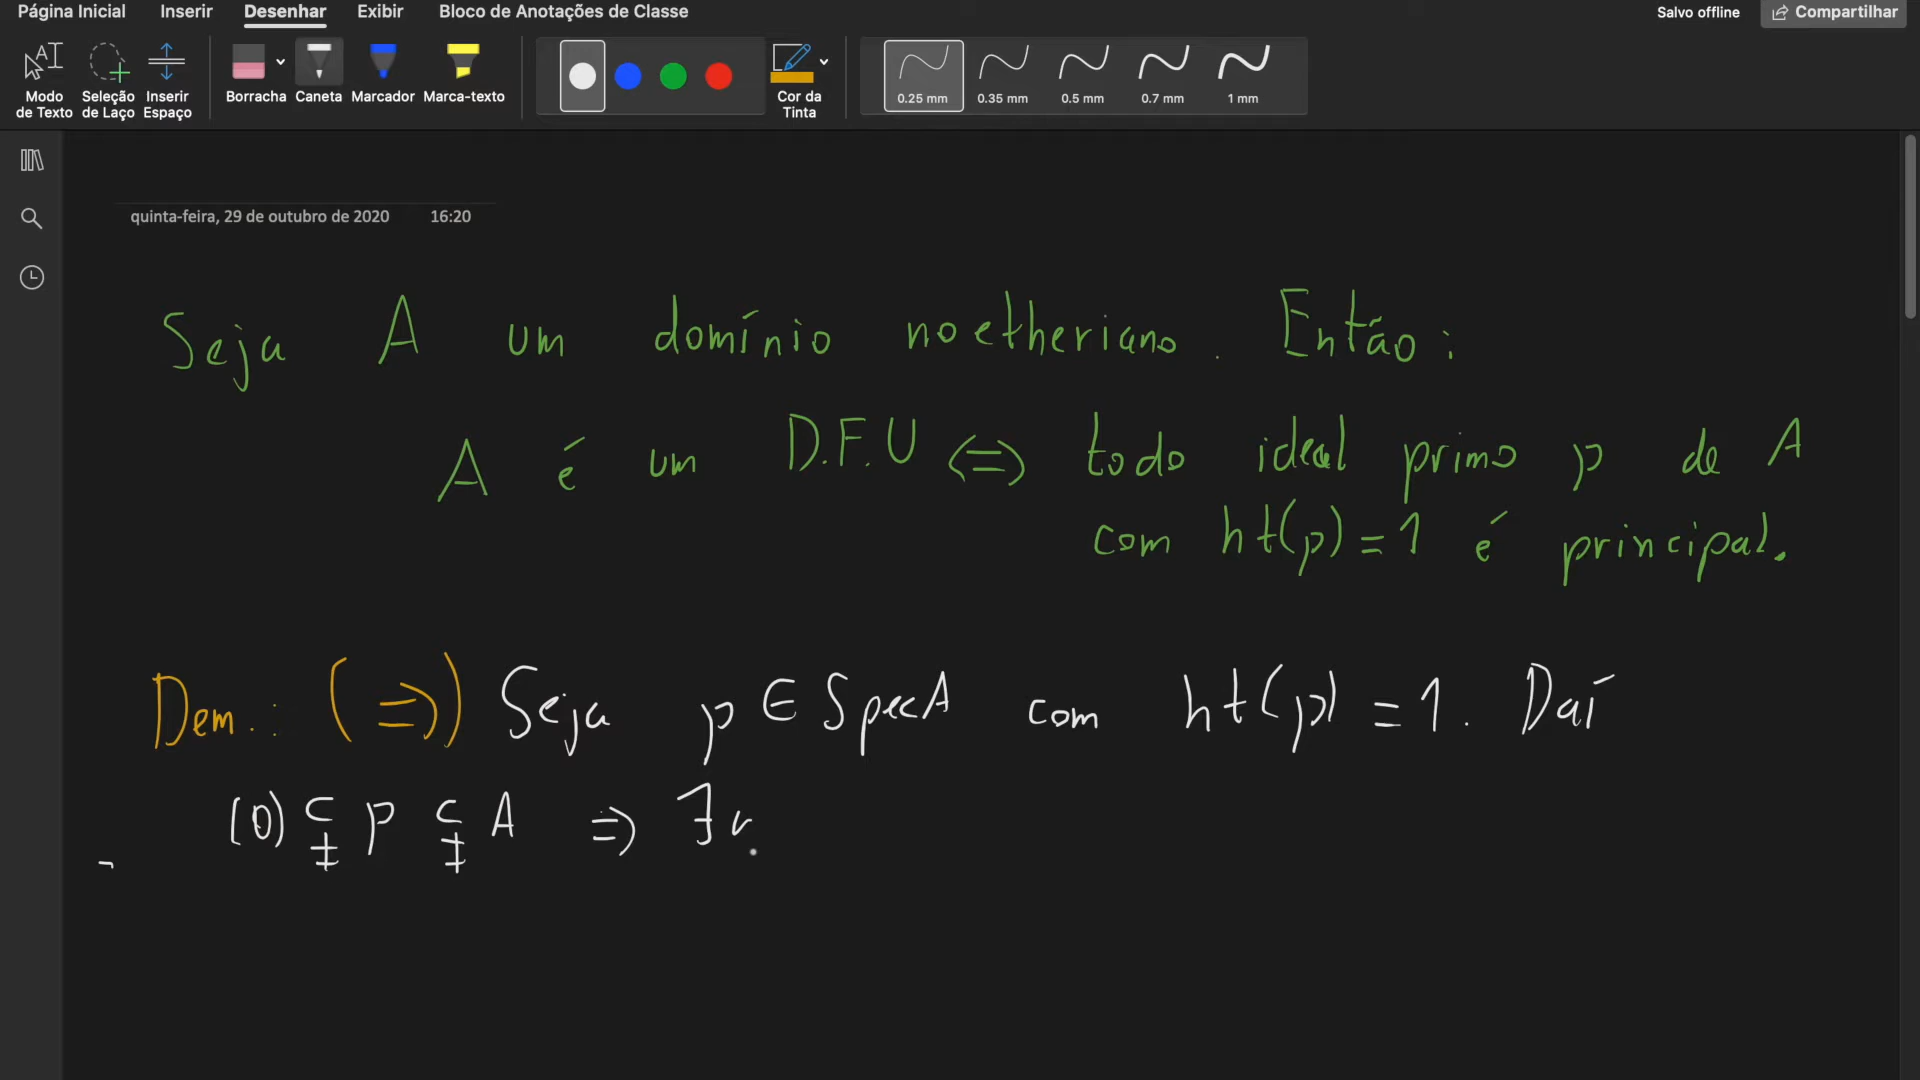 Página Inicial Inserir Desenhar Exibir Bloco de Anotações de Classe Salvo offline Compartilhar
Modo de Texto Seleção de Laço Inserir Espaço Borracha Caneta Marcador Marca-texto Cor da Tinta 0.25 mm 0.35 mm 0.5 mm 0.7 mm 1 mm
quinta-feira, 29 de outubro de 2020 16:20
Seja A um domínio noetheriano. Então:
A é um D.F.U <=> todo ideal primo p de A
com ht(p) = 1 é principal.
Dem.: (=>) Seja p ∈ SpecA com ht(p) = 1. Daí
(0) ⊊ p ⊊ A => ∃